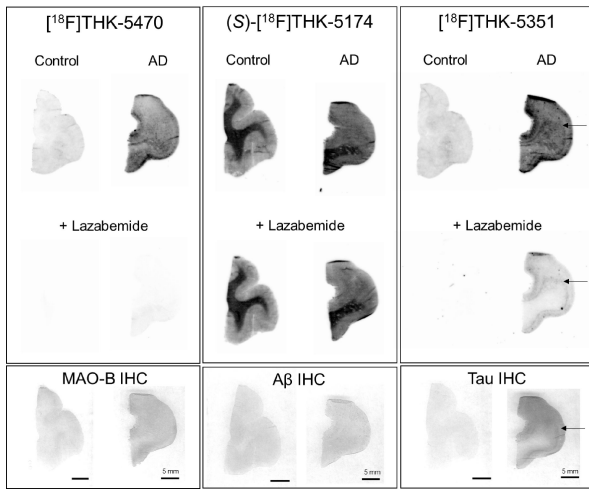 [¹⁸F]THK-5470
Control AD
+ Lazabemide
MAO-B IHC
5 mm
(S)-[¹⁸F]THK-5174
Control AD
+ Lazabemide
Aβ IHC
5 mm
[¹⁸F]THK-5351
Control AD
+ Lazabemide
Tau IHC
5 mm